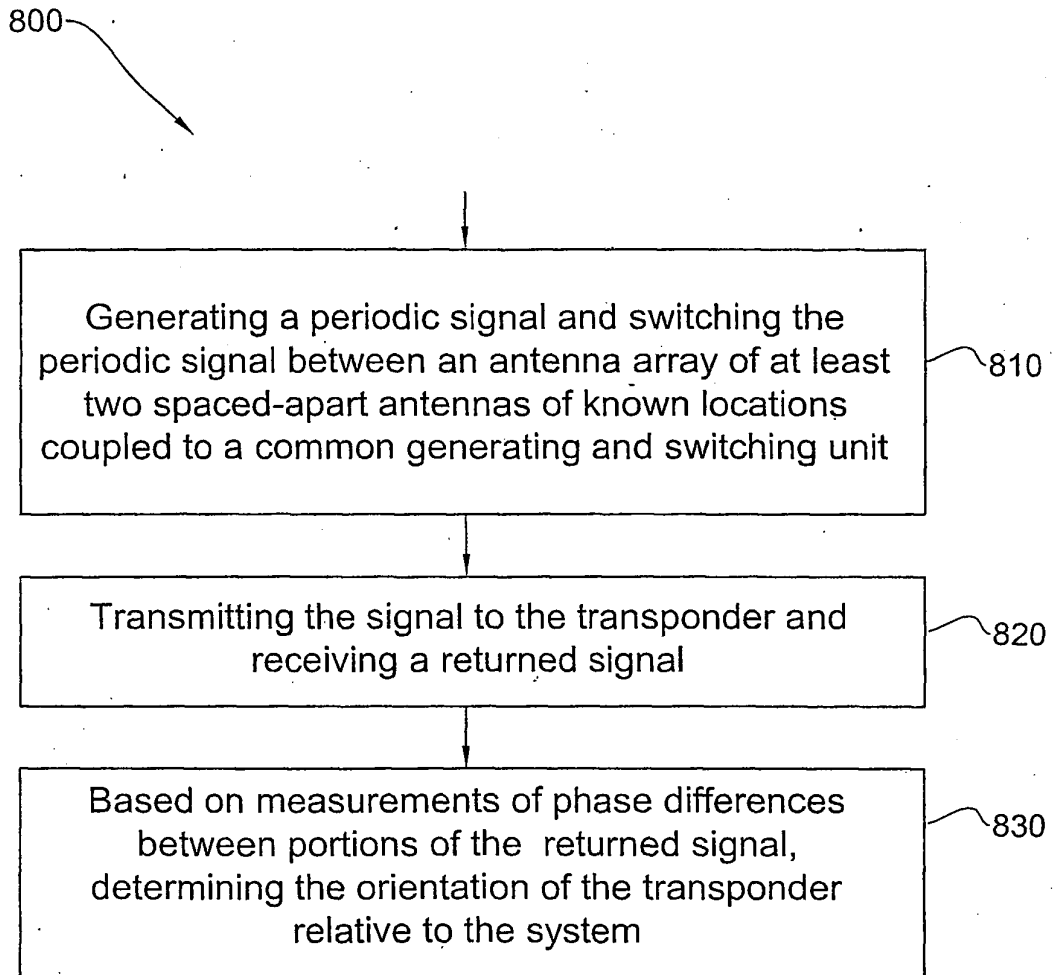 800
Generating a periodic signal and switching the
periodic signal between an antenna array of at least
two spaced-apart antennas of known locations
coupled to a common generating and switching unit
810
Transmitting the signal to the transponder and
receiving a returned signal
820
Based on measurements of phase differences
between portions of the returned signal,
determining the orientation of the transponder
relative to the system
830